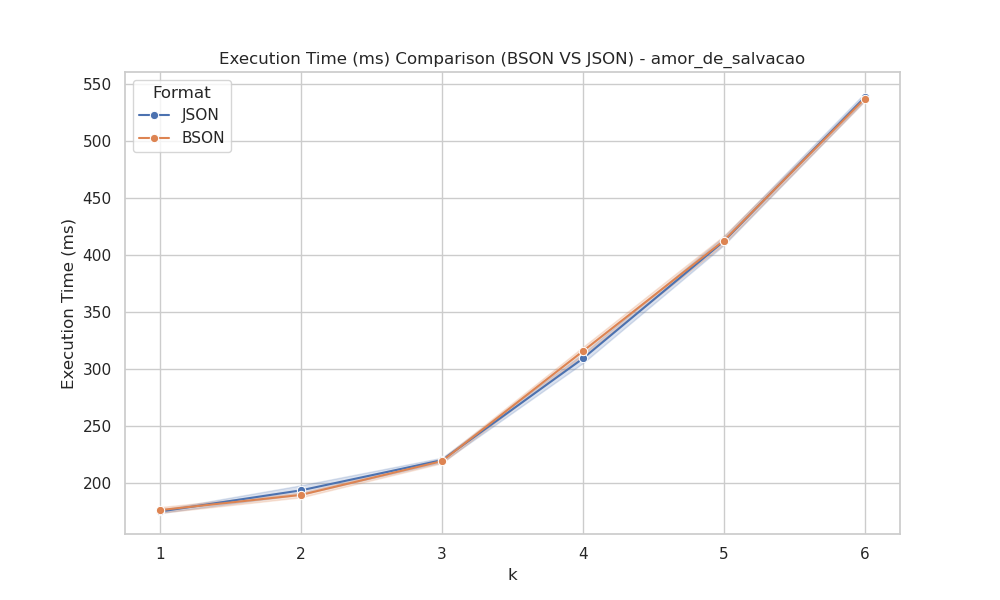 Execution Time (ms) Comparison (BSON VS JSON) - amor_de_salvacao
Format
JSON
BSON
Execution Time (ms)
550
500
450
400
350
300
250
200
1 2 3 4 5 6
k